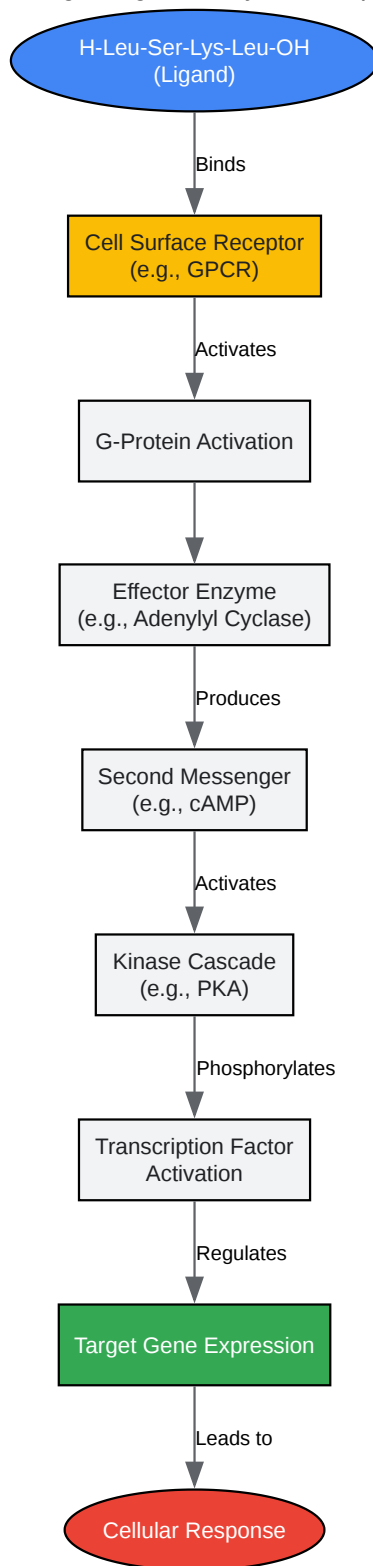 H-Leu-Ser-Lys-Leu-OH
(Ligand)
Binds
Cell Surface Receptor
(e.g., GPCR)
Activates
G-Protein Activation
Effector Enzyme
(e.g., Adenylyl Cyclase)
Produces
Second Messenger
(e.g., cAMP)
Activates
Kinase Cascade
(e.g., PKA)
Phosphorylates
Transcription Factor
Activation
Regulates
Target Gene Expression
Leads to
Cellular Response